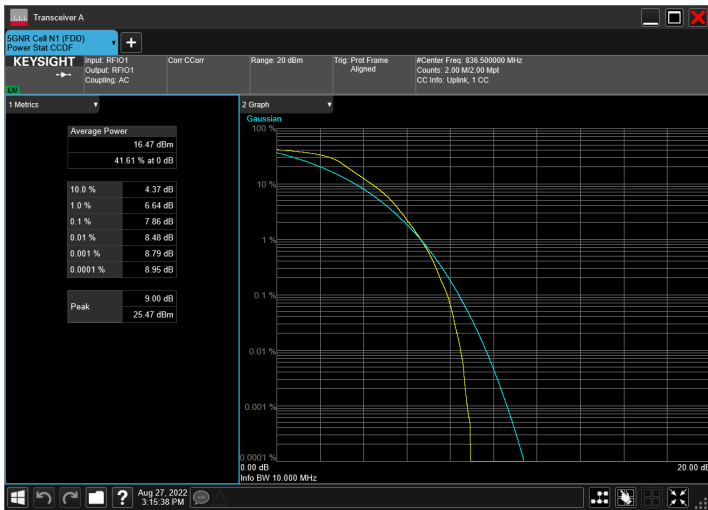 Transceiver A
5GNR Cell N1 (FDD)
Power Stat CCDF
KEYSIGHT
LXI
Input: RFIO1
Output: RFIO1
Coupling: AC
Corr CCorr
Range: 20 dBm
Trig: Prot Frame
Aligned
#Center Freq: 836.500000 MHz
Counts: 2.00 M/2.00 Mpt
CC Info: Uplink, 1 CC
1 Metrics
Average Power
16.47 dBm
41.61 % at 0 dB
10.0 % 4.37 dB
1.0 % 6.64 dB
0.1 % 7.86 dB
0.01 % 8.48 dB
0.001 % 8.79 dB
0.0001 % 8.95 dB
Peak 9.00 dB
25.47 dBm
2 Graph
Gaussian
100 %
10 %
1 %
0.1 %
0.01 %
0.001 %
0.0001 %
0.00 dB 20.00 dB
Info BW 10.000 MHz
?
Aug 27, 2022
3:15:38 PM